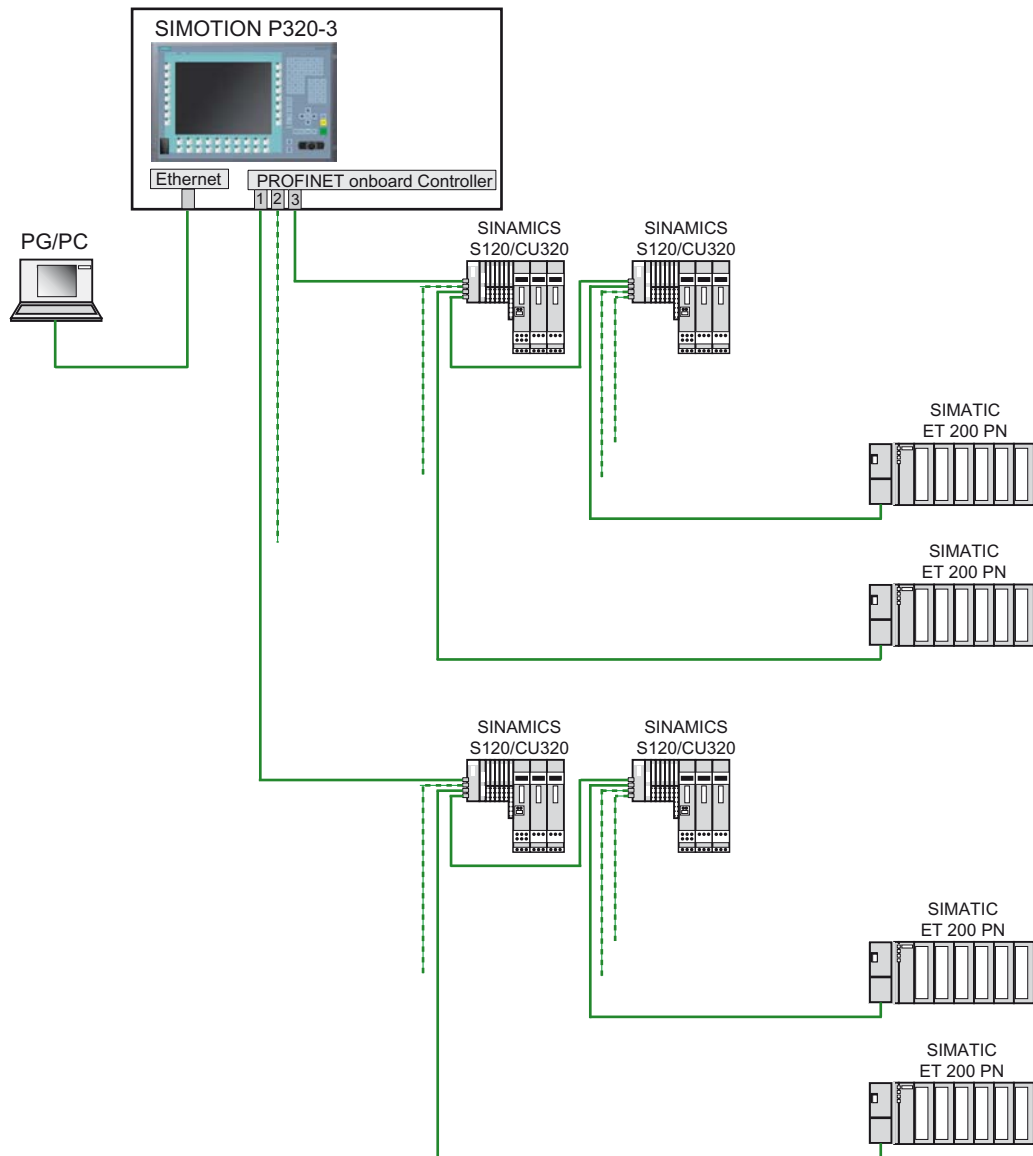 SIMOTION P320-3
Ethernet
PROFINET onboard Controller
1 2 3
PG/PC
SINAMICS
S120/CU320
SINAMICS
S120/CU320
SIMATIC
ET 200 PN
SIMATIC
ET 200 PN
SINAMICS
S120/CU320
SINAMICS
S120/CU320
SIMATIC
ET 200 PN
SIMATIC
ET 200 PN